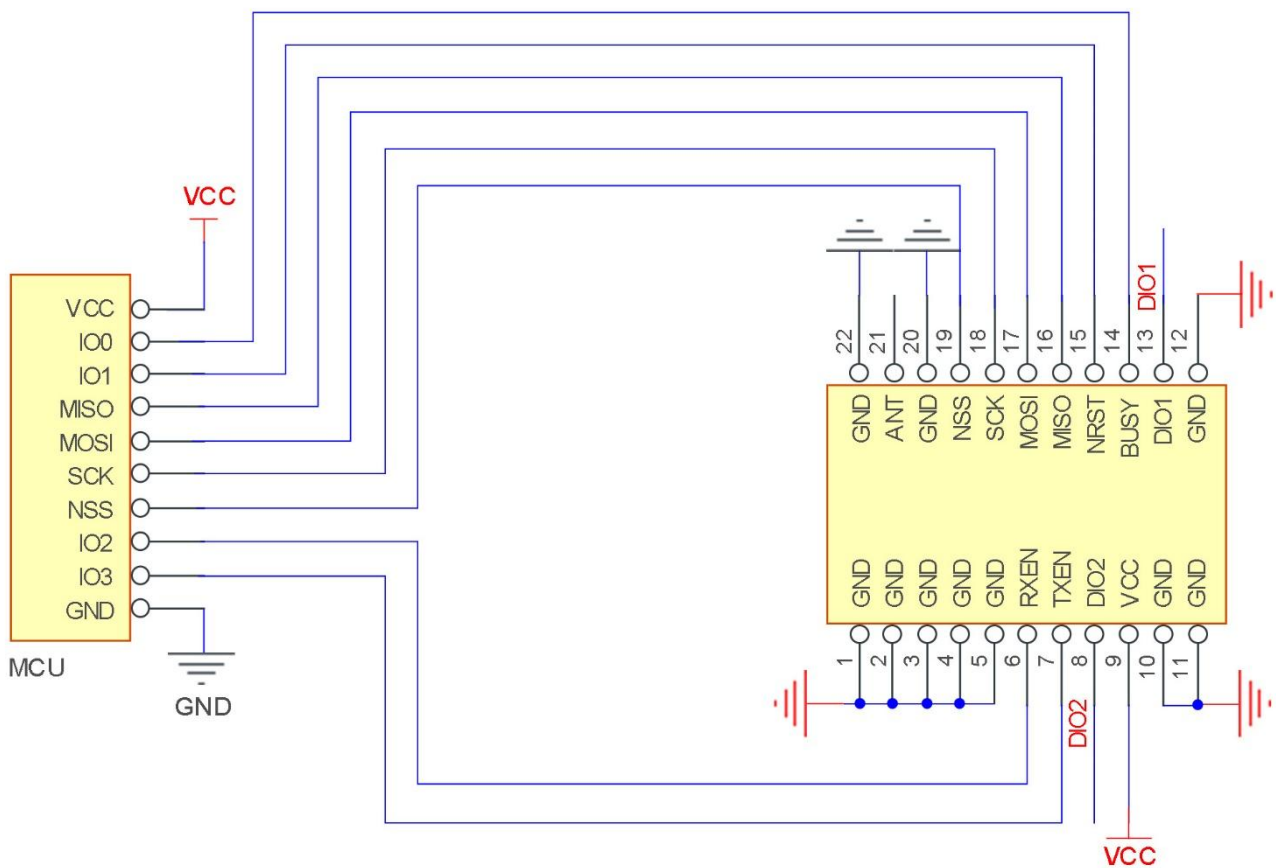 VCC
VCC
IO0
IO1
MISO
MOSI
SCK
NSS
IO2
IO3
GND
MCU
GND
DIO1
22
21
20
19
18
17
16
15
14
13
12
GND
ANT
GND
NSS
SCK
MOSI
MISO
NRST
BUSY
DIO1
GND
GND
GND
GND
GND
GND
RXEN
TXEN
DIO2
VCC
GND
GND
1
2
3
4
5
6
7
8
9
10
11
DIO2
VCC